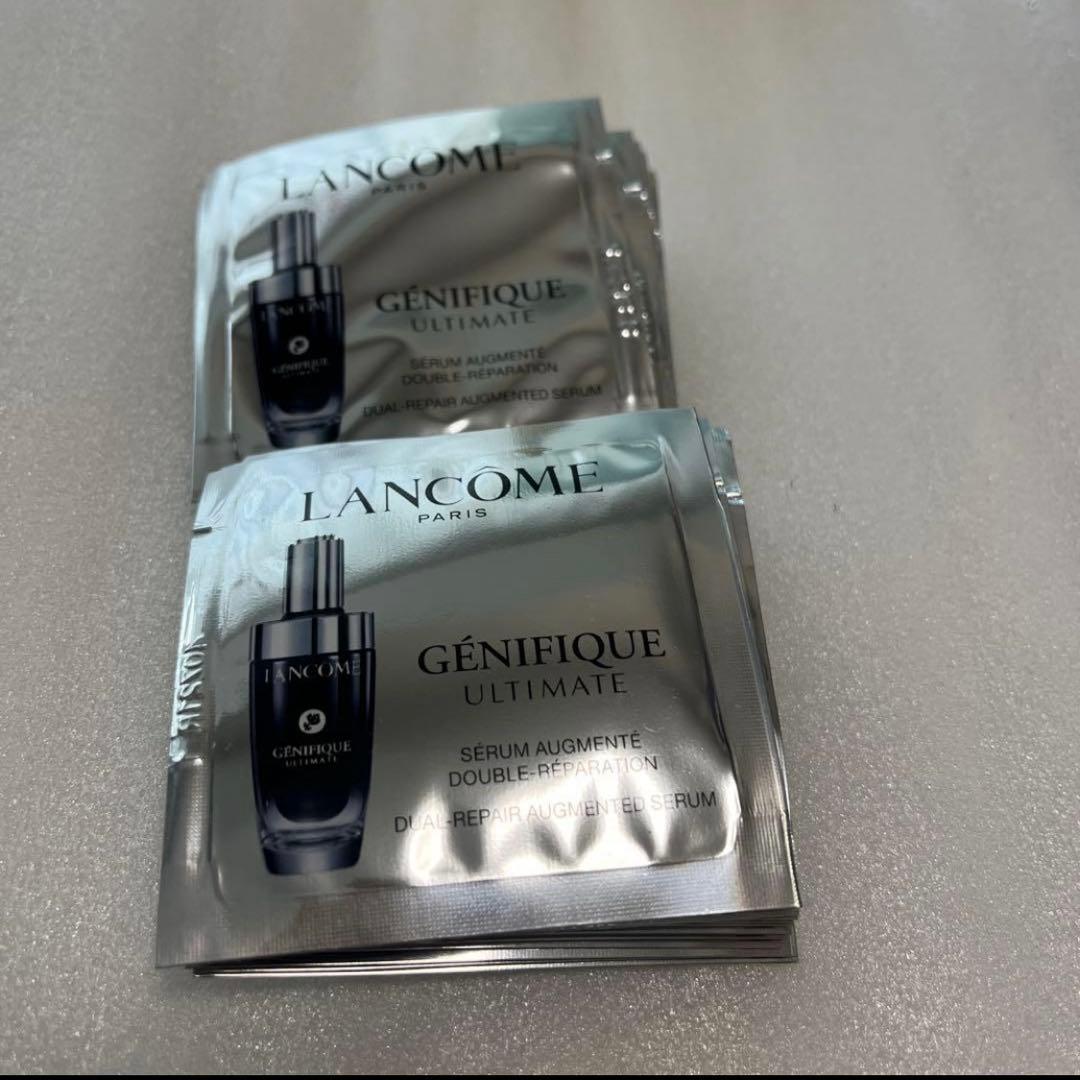 LANCÔME
PARIS
LANCÔME
GÉNIFIQUE
ULTIMATE
GÉNIFIQUE
ULTIMATE
SÉRUM AUGMENTÉ
DOUBLE-RÉPARATION
DUAL-REPAIR AUGMENTED SERUM
LANCÔME
PARIS
LANCÔME
GÉNIFIQUE
ULTIMATE
GÉNIFIQUE
ULTIMATE
SÉRUM AUGMENTÉ
DOUBLE-RÉPARATION
DUAL-REPAIR AUGMENTED SERUM